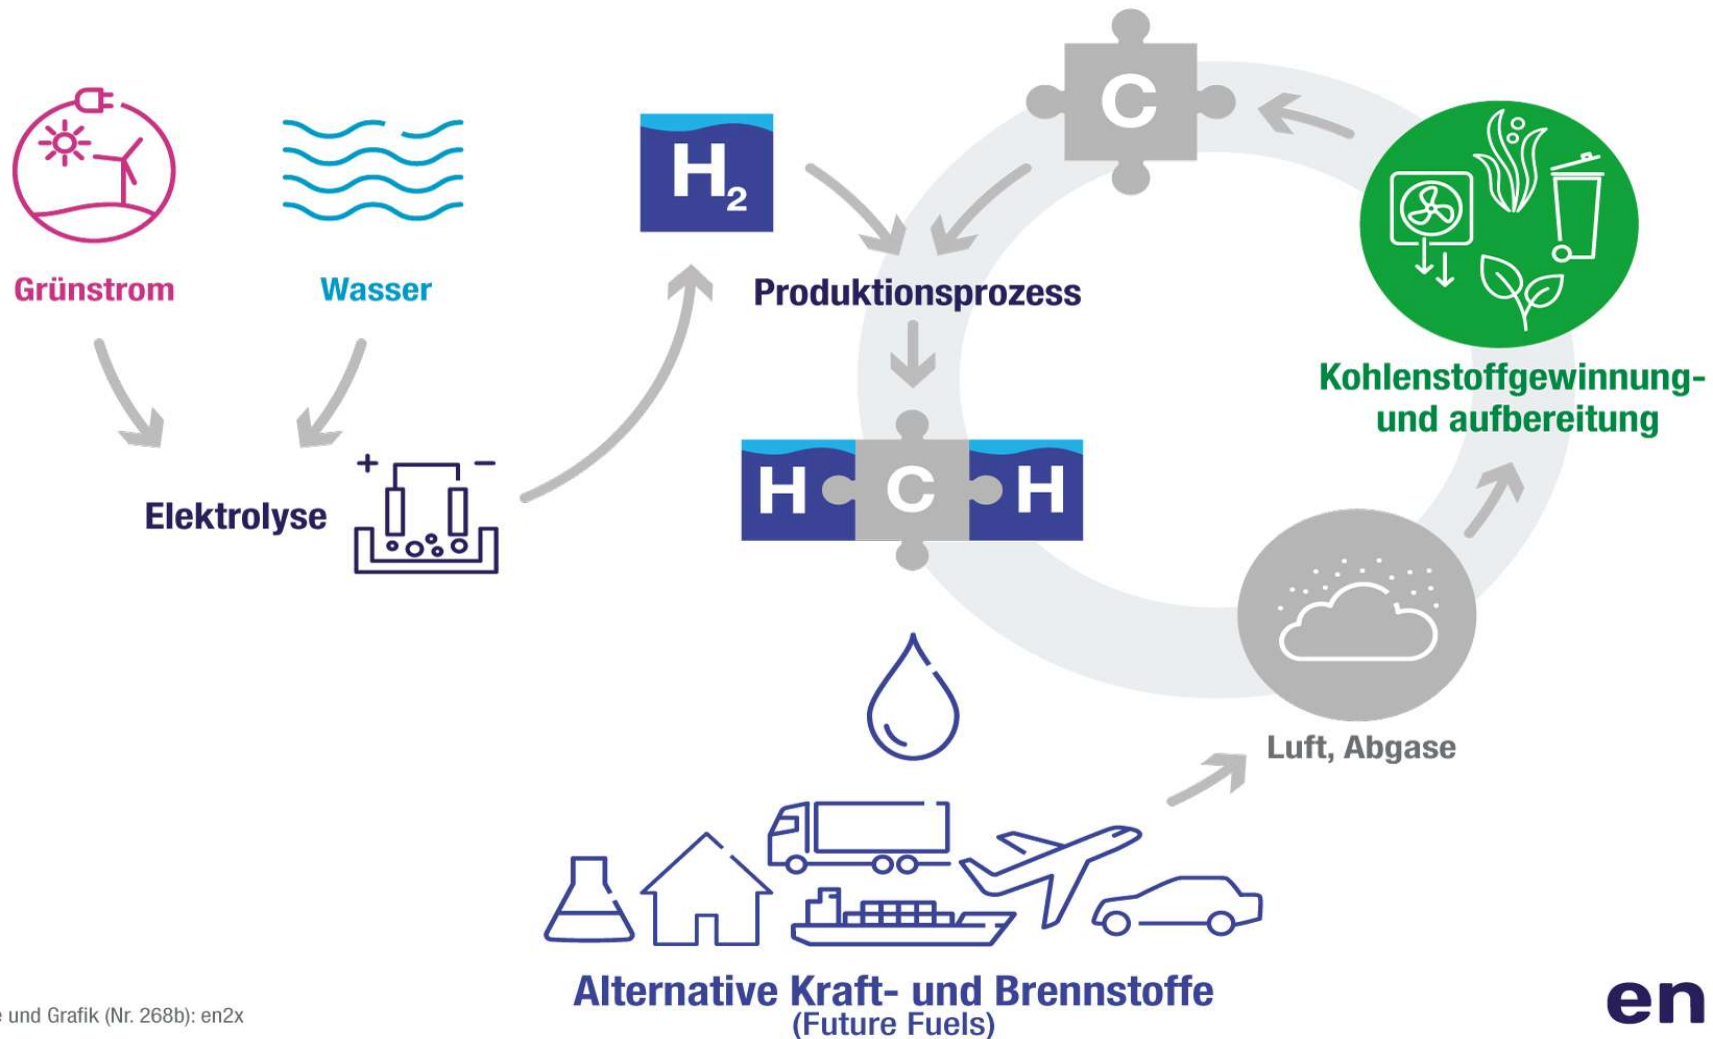 C
H₂
Grünstrom
Wasser
Produktionsprozess
Kohlenstoffgewinnung-
und aufbereitung
+ −
Elektrolyse
H C H
Luft, Abgase
Alternative Kraft- und Brennstoffe
(Future Fuels)
und Grafik (Nr. 268b): en2x
en